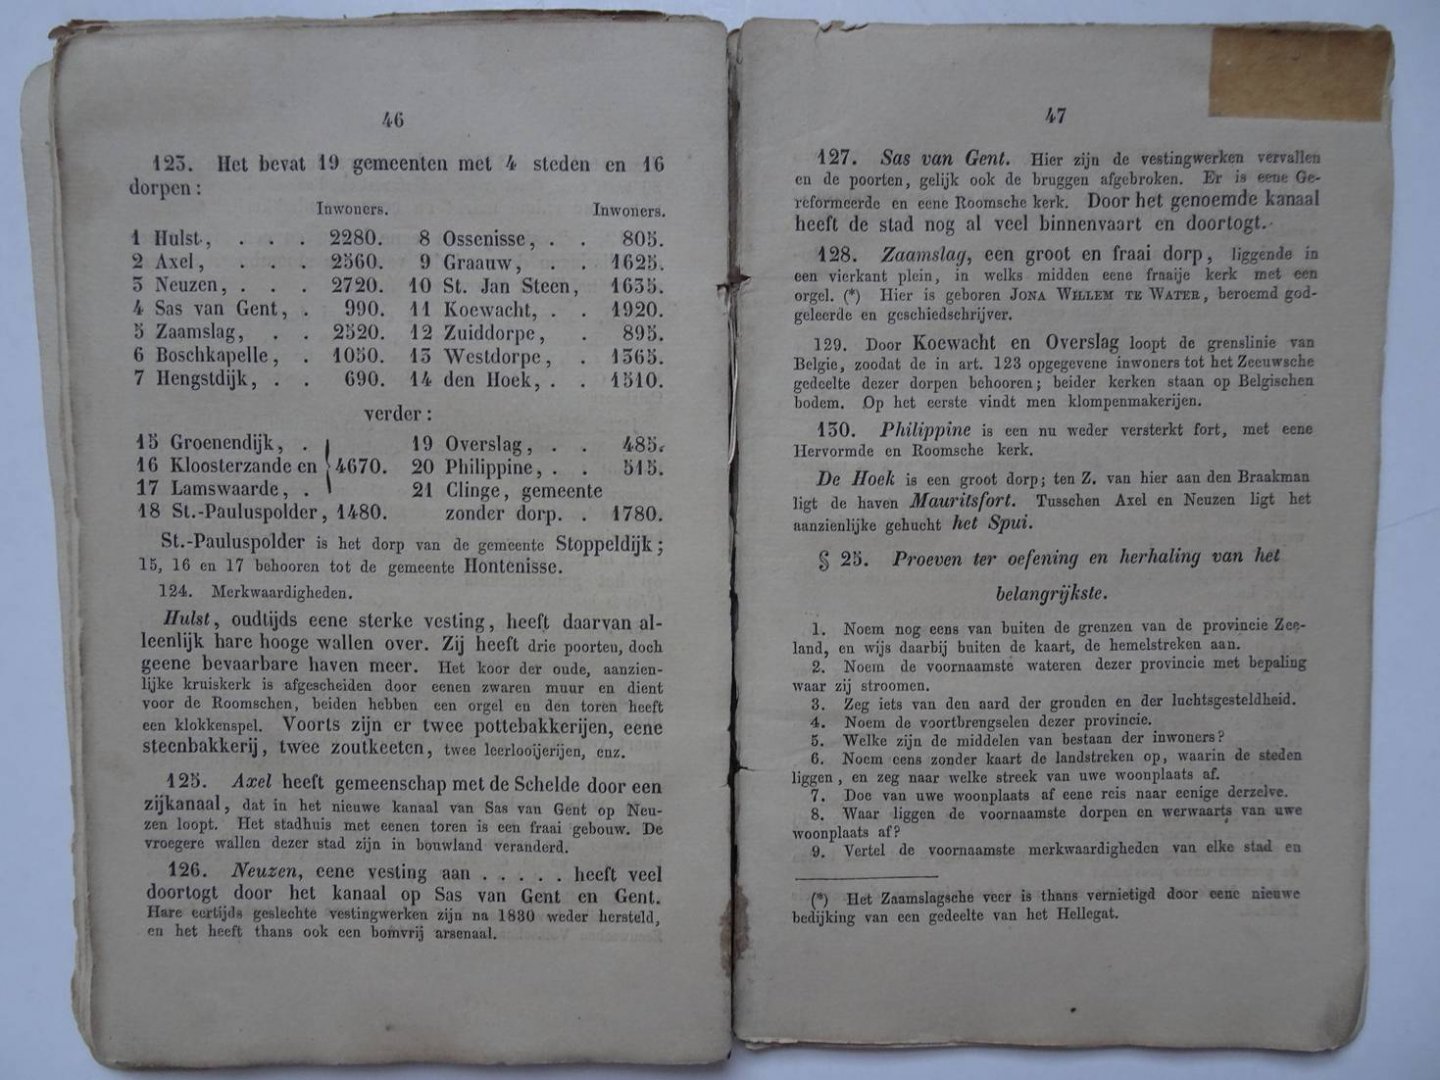 46
123. Het bevat 19 gemeenten met 4 steden en 16
dorpen:
Inwoners. Inwoners.
1 Hulst, . . . 2280. 8 Ossenisse, . . 805.
2 Axel, . . . 2560. 9 Graauw, . . 1625.
3 Neuzen, . . . 2720. 10 St. Jan Steen, 1635.
4 Sas van Gent, . 990. 11 Koewacht, . . 1920.
5 Zaamslag, . . 2520. 12 Zuiddorpe, . 895.
6 Boschkapelle, . 1050. 13 Westdorpe, . 1365.
7 Hengstdijk, . . 690. 14 den Hoek, . . 1510.
verder:
15 Groenendijk, . 19 Overslag, . . 485.
16 Kloosterzande en 4670. 20 Philippine, . . 515.
17 Lamswaarde, . 21 Clinge, gemeente
18 St.-Pauluspolder, 1480. zonder dorp. . 1780.
St.-Pauluspolder is het dorp van de gemeente Stoppeldijk;
15, 16 en 17 behooren tot de gemeente Hontenisse.
124. Merkwaardigheden.
Hulst, oudtijds eene sterke vesting, heeft daarvan al-
leenlijk hare hooge wallen over. Zij heeft drie poorten, doch
geene bevaarbare haven meer. Het koor der oude, aanzien-
lijke kruiskerk is afgescheiden door eenen zwaren muur en dient
voor de Roomschen, beiden hebben een orgel en den toren heeft
een klokkenspel. Voorts zijn er twee pottebakkerijen, eene
steenbakkerij, twee zoutkeeten, twee leerlooijerijen, enz.
125. Axel heeft gemeenschap met de Schelde door een
zijkanaal, dat in het nieuwe kanaal van Sas van Gent op Neu-
zen loopt. Het stadhuis met eenen toren is een fraai gebouw. De
vroegere wallen dezer stad zijn in bouwland veranderd.
126. Neuzen, eene vesting aan . . . . . heeft veel
doortogt door het kanaal op Sas van Gent en Gent.
Hare eertijds geslechte vestingwerken zijn na 1830 weder hersteld,
en het heeft thans ook een bomvrij arsenaal.
47
127. Sas van Gent. Hier zijn de vestingwerken vervallen
en de poorten, gelijk ook de bruggen afgebroken. Er is eene Ge-
reformeerde en eene Roomsche kerk. Door het genoemde kanaal
heeft de stad nog al veel binnenvaart en doortogt.
128. Zaamslag, een groot en fraai dorp, liggende in
een vierkant plein, in welks midden eene fraaije kerk met een
orgel. (*) Hier is geboren JONA WILLEM TE WATER, beroemd god-
geleerde en geschiedschrijver.
129. Door Koewacht en Overslag loopt de grenslinie van
Belgie, zoodat de in art. 123 opgegevene inwoners tot het Zeeuwsche
gedeelte dezer dorpen behooren; beider kerken staan op Belgischen
bodem. Op het eerste vindt men klompenmakerijen.
130. Philippine is een nu weder versterkt fort, met eene
Hervormde en Roomsche kerk.
De Hoek is een groot dorp; ten Z. van hier aan den Braakman
ligt de haven Mauritsfort. Tusschen Axel en Neuzen ligt het
aanzienlijke gehucht het Spui.
§ 25. Proeven ter oefening en herhaling van het
belangrijkste.
1. Noem nog eens van buiten de grenzen van de provincie Zee-
land, en wijs daarbij buiten de kaart, de hemelstreken aan.
2. Noem de voornaamste wateren dezer provincie met bepaling
waar zij stroomen.
3. Zeg iets van den aard der gronden en der luchtsgesteldheid.
4. Noem de voortbrengselen dezer provincie.
5. Welke zijn de middelen van bestaan der inwoners?
6. Noem eens zonder kaart de landstreken op, waarin de steden
liggen, en zeg naar welke streek van uwe woonplaats af.
7. Doe van uwe woonplaats af eene reis naar eenige derzelve.
8. Waar liggen de voornaamste dorpen en werwaarts van uwe
woonplaats af?
9. Vertel de voornaamste merkwaardigheden van elke stad en
(*) Het Zaamslagsche veer is thans vernietigd door eene nieuwe
bedijking van een gedeelte van het Hellegat.